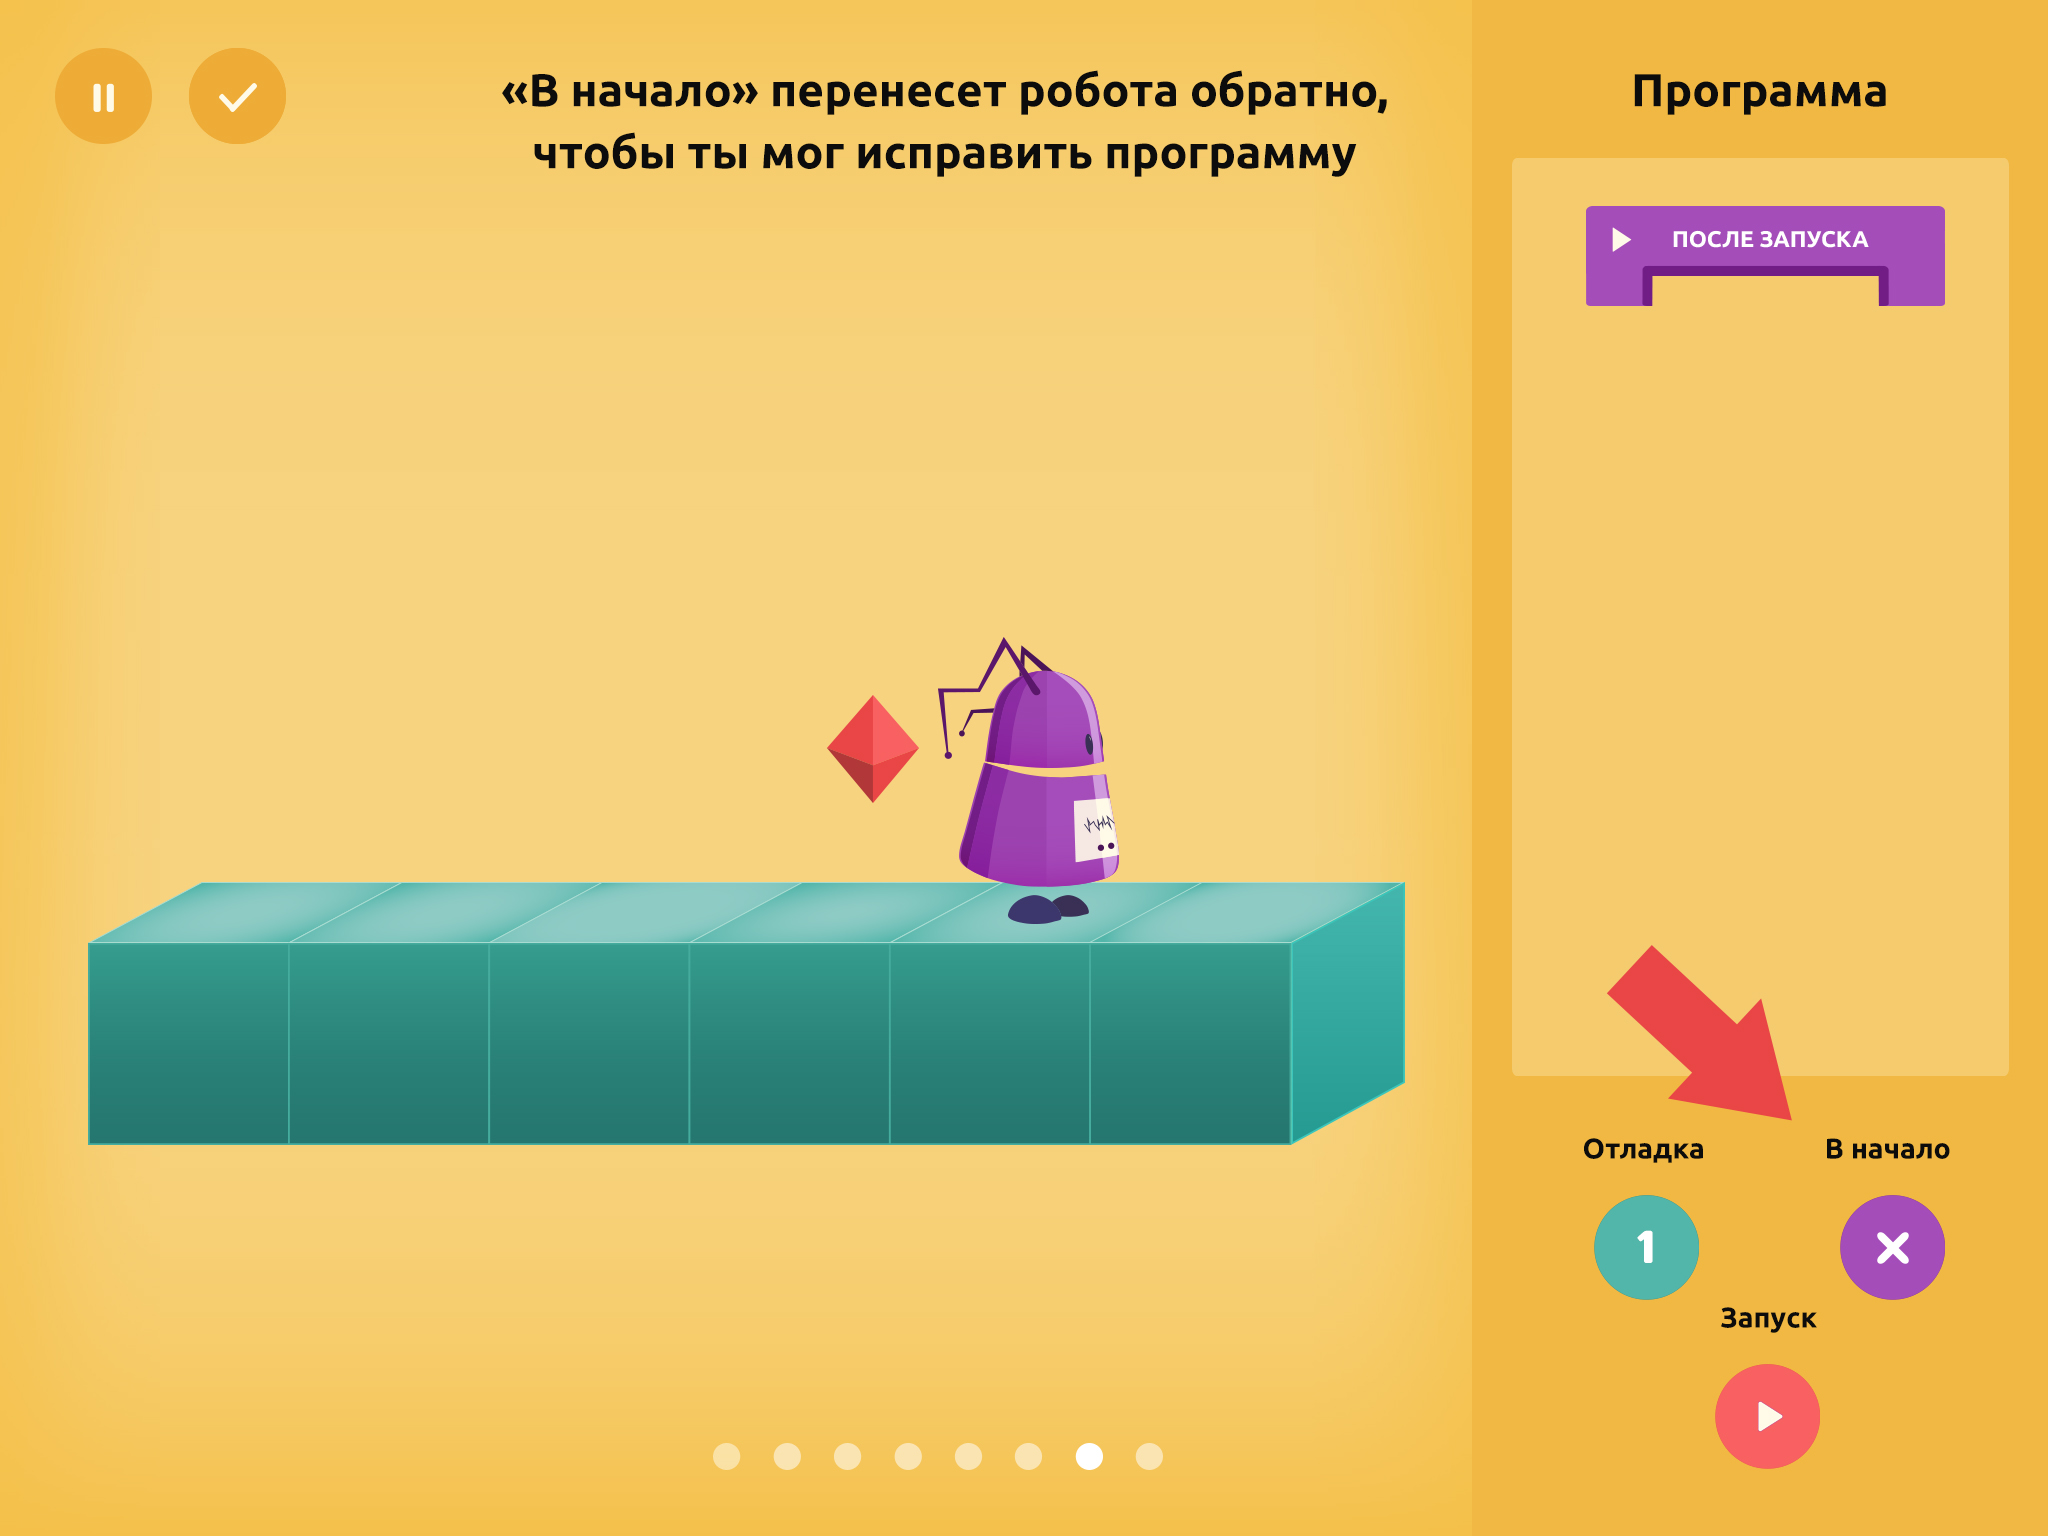 «В начало» перенесет робота обратно,
чтобы ты мог исправить программу
Программа
ПОСЛЕ ЗАПУСКА
Отладка
В начало
1
Запуск